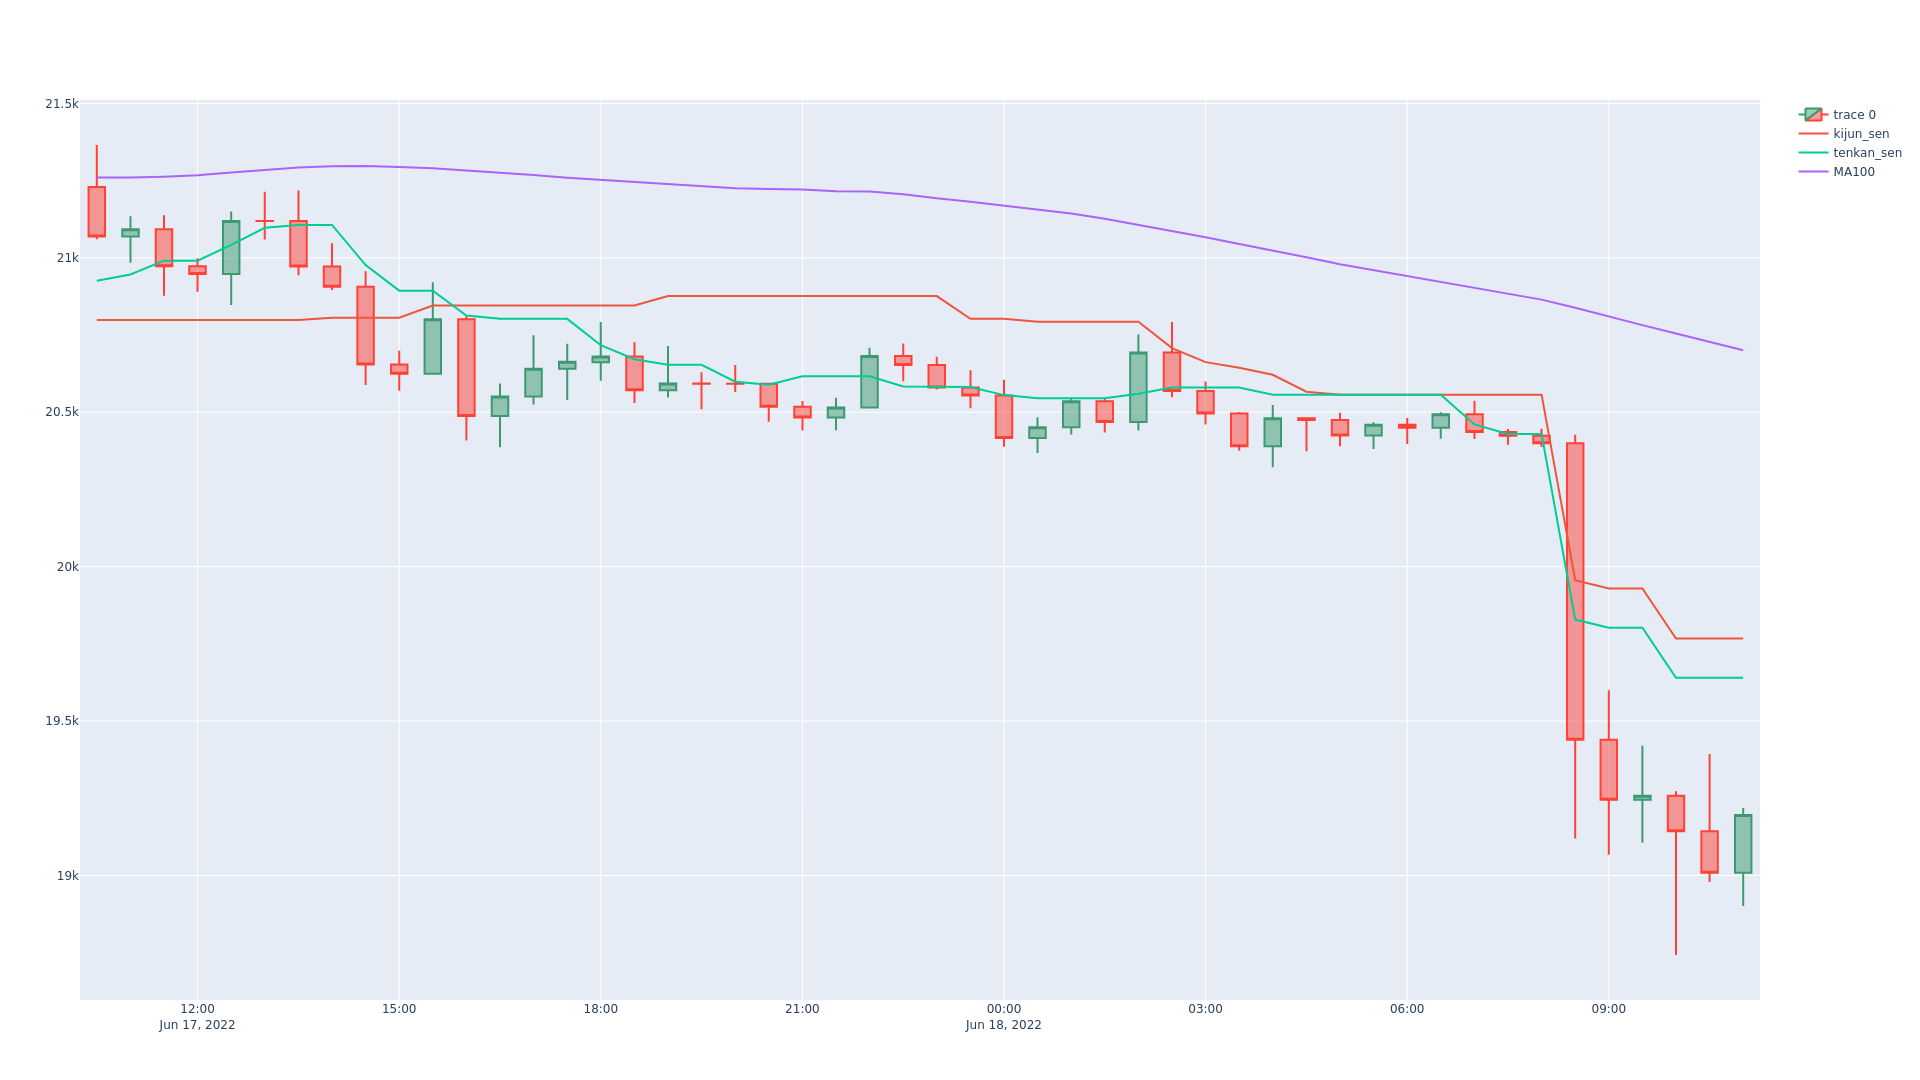 21.5k
21k
20.5k
20k
19.5k
19k
12:00
Jun 17, 2022
15:00
18:00
21:00
00:00
Jun 18, 2022
03:00
06:00
09:00
trace 0
kijun_sen
tenkan_sen
MA100